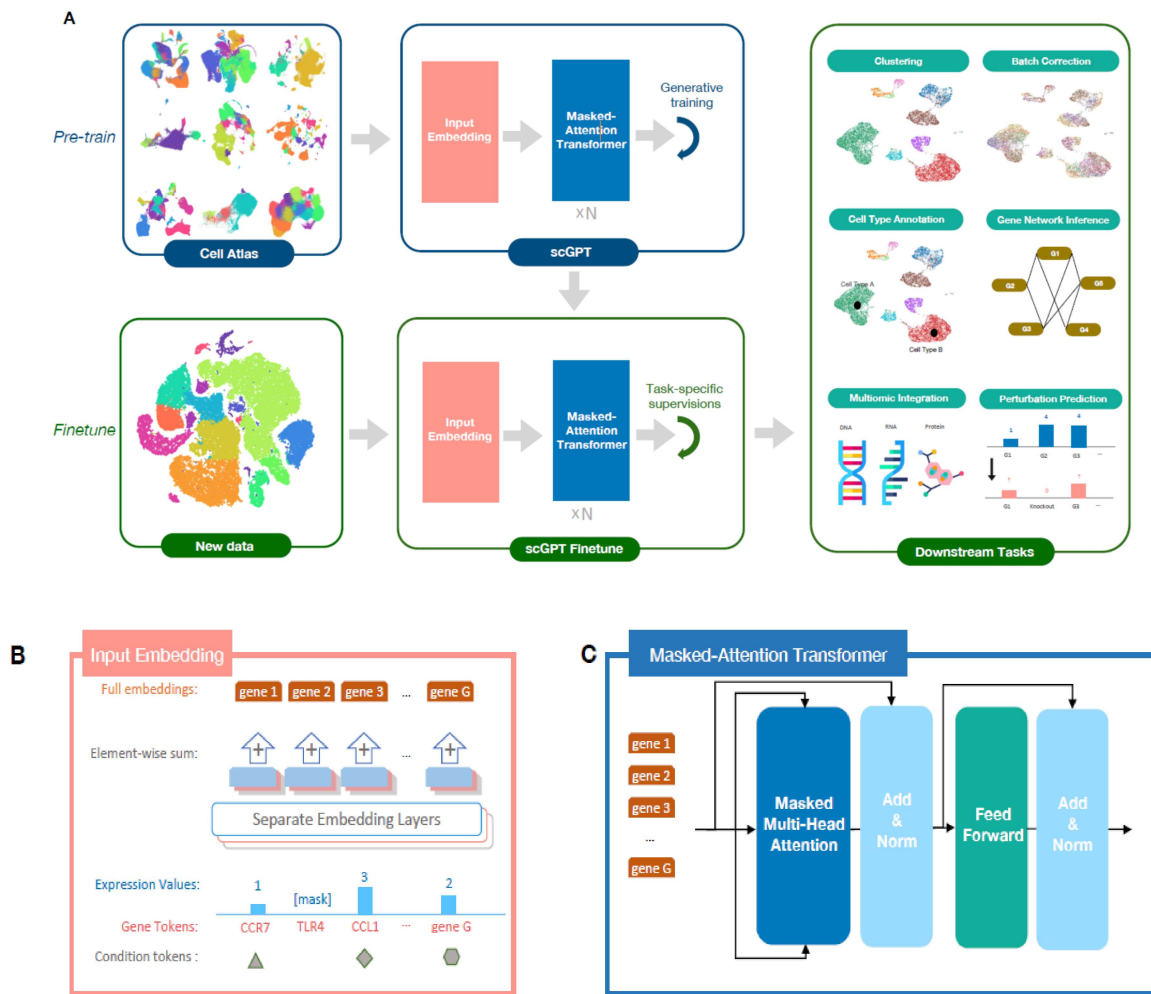 A
Pre-train
Cell Atlas
Input
Embedding
Masked-
Attention
Transformer
xN
Generative
training
scGPT
Finetune
New data
Input
Embedding
Masked-
Attention
Transformer
xN
Task-specific
supervisions
scGPT Finetune
Clustering
Batch Correction
Cell Type Annotation
Gene Network Inference
Cell Type A
Cell Type B
G1
G2
G3
G4
Multiomic Integration
Perturbation Prediction
DNA
RNA
Protein
1
4
4
G1
G2
G3
...
?
0
?
G1
Knockout
G3
...
Downstream Tasks
B
Input Embedding
Full embeddings:
gene 1 gene 2 gene 3 ... gene G
Element-wise sum:
+ + + ... +
Separate Embedding Layers
Expression Values:
1 [mask] 3 2
Gene Tokens:
CCR7 TLR4 CCL1 ... gene G
Condition tokens :
C
Masked-Attention Transformer
gene 1
gene 2
gene 3
...
gene G
Masked
Multi-Head
Attention
Add
&
Norm
Feed
Forward
Add
&
Norm